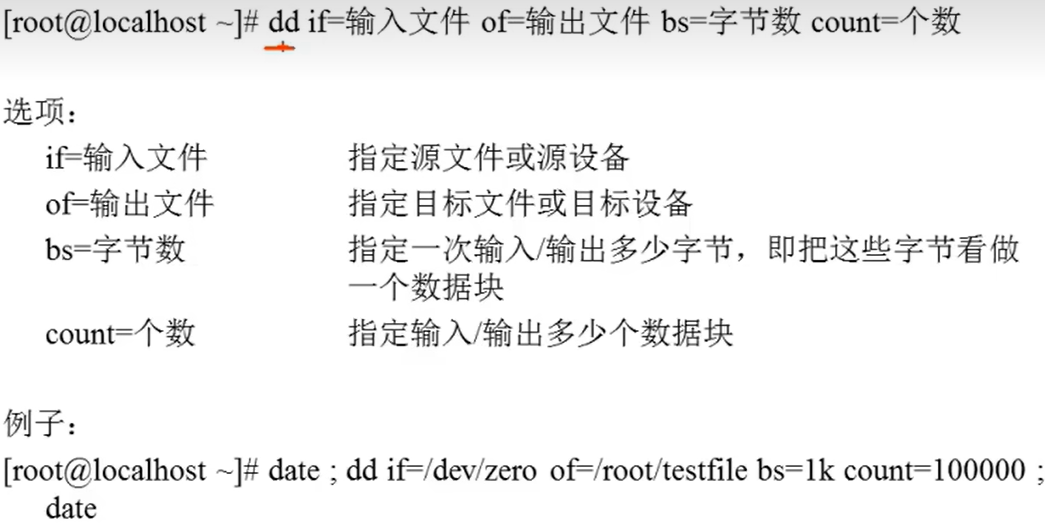 [root@localhost ~]# dd if=输入文件 of=输出文件 bs=字节数 count=个数
选项：
if=输入文件 指定源文件或源设备
of=输出文件 指定目标文件或目标设备
bs=字节数 指定一次输入/输出多少字节，即把这些字节看做
一个数据块
count=个数 指定输入/输出多少个数据块
例子：
[root@localhost ~]# date ; dd if=/dev/zero of=/root/testfile bs=1k count=100000 ;
date